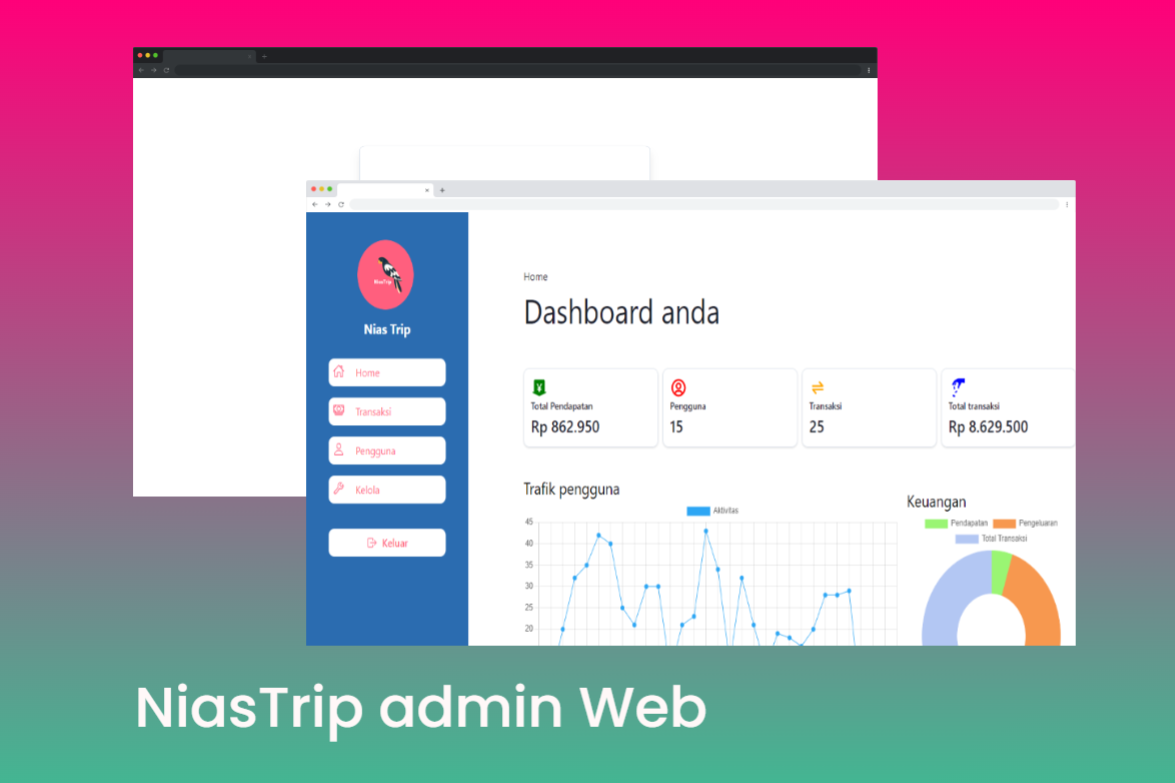 NiasTrip
Nias Trip
Home
Transaksi
Pengguna
Kelola
Keluar
Home
Dashboard anda
Total Pendapatan
Rp 862.950
Pengguna
15
Transaksi
25
Total transaksi
Rp 8.629.500
Trafik pengguna
Aktivitas
45
40
35
30
25
20
Keuangan
Pendapatan Pengeluaran
Total Transaksi
NiasTrip admin Web